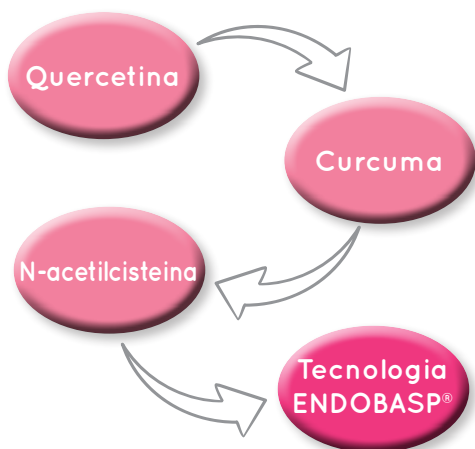 Quercetina
Curcuma
N-acetilcisteina
Tecnologia
ENDOBASP®